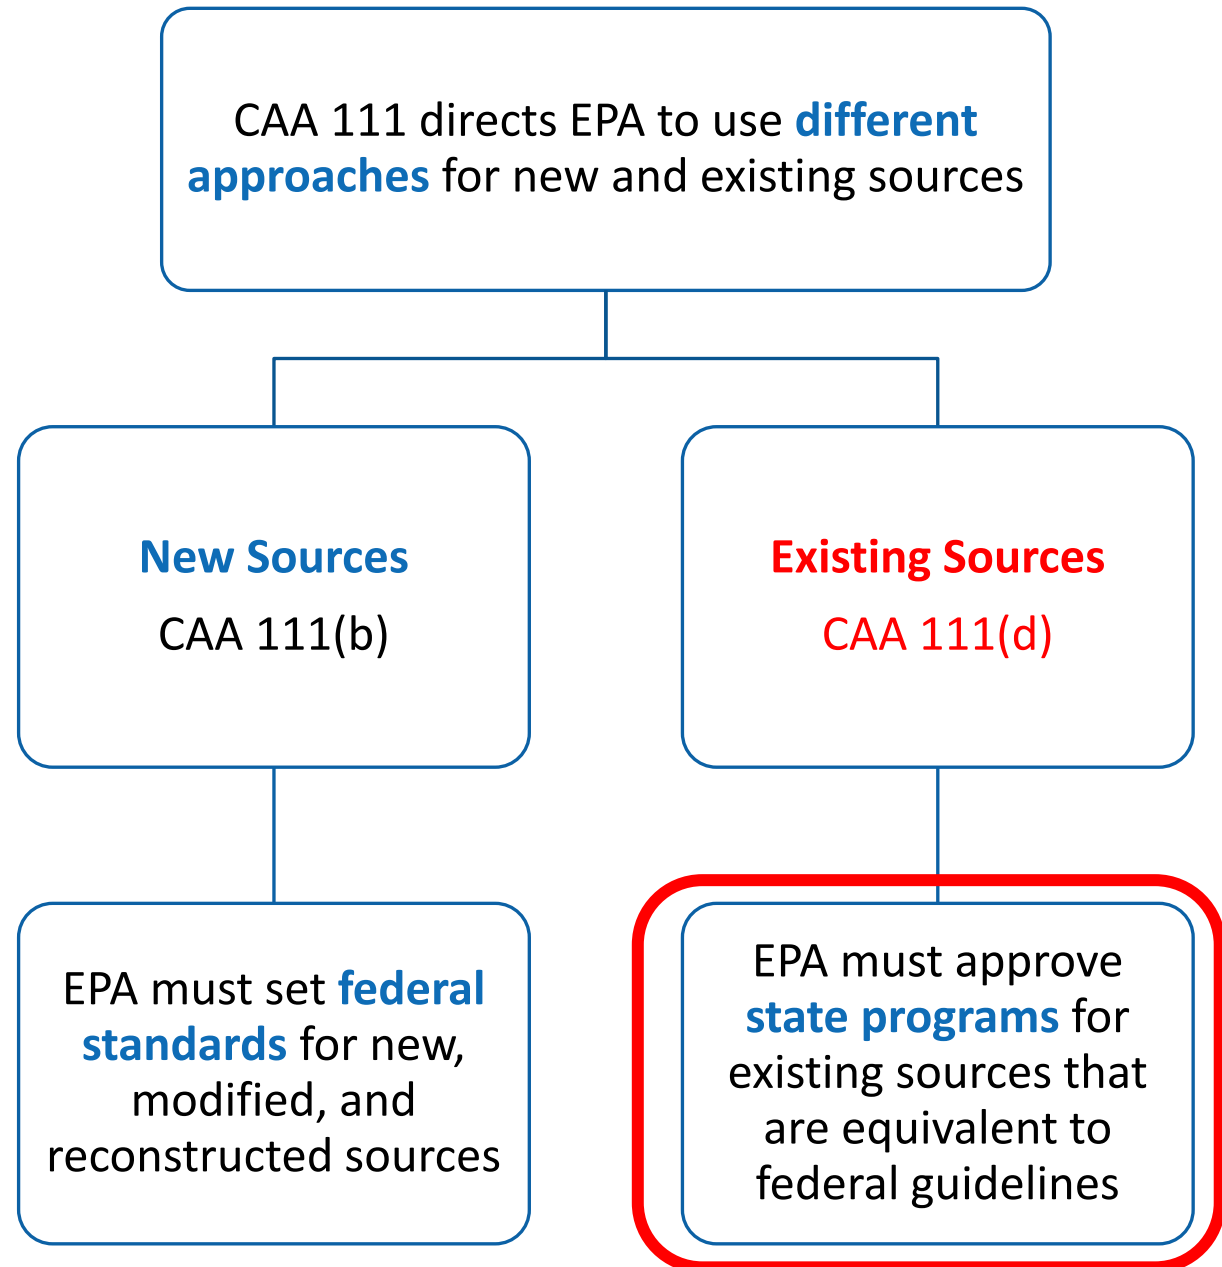 CAA 111 directs EPA to use different
approaches for new and existing sources
New Sources
CAA 111(b)
Existing Sources
CAA 111(d)
EPA must set federal
standards for new,
modified, and
reconstructed sources
EPA must approve
state programs for
existing sources that
are equivalent to
federal guidelines